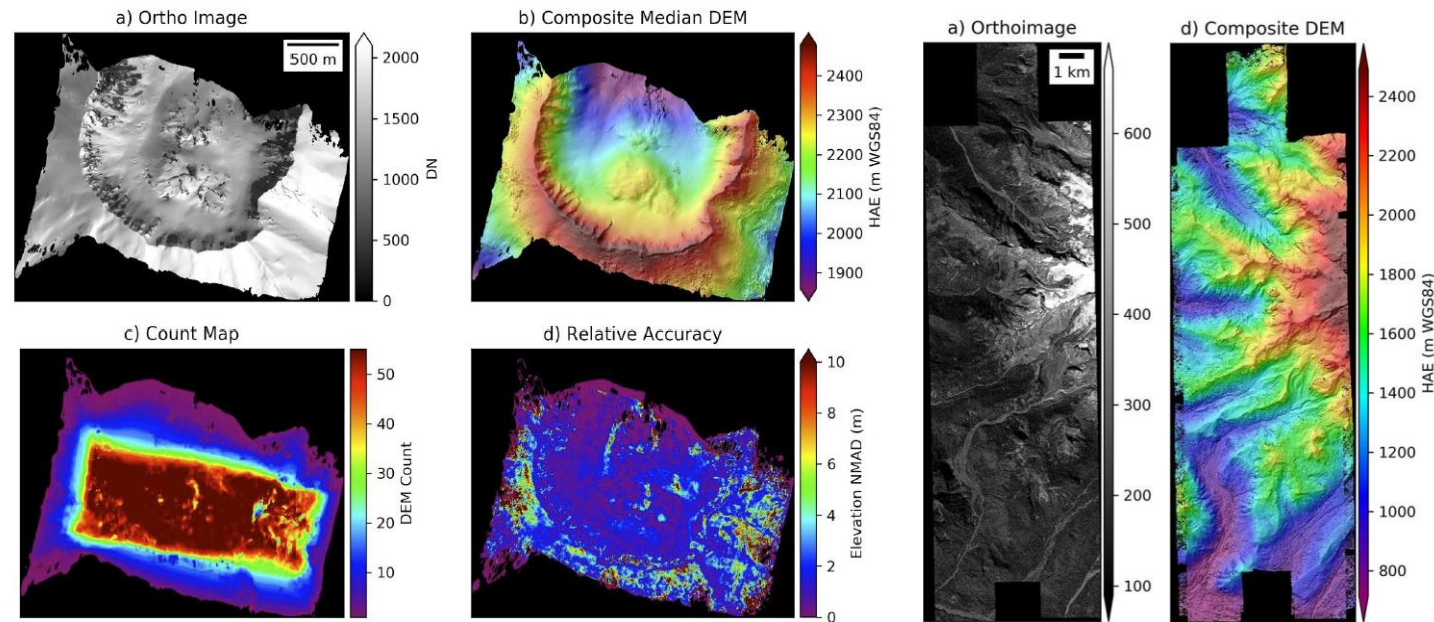 a) Ortho Image
500 m
2000
1500
1000
500
0
DN
b) Composite Median DEM
2400
2300
2200
2100
2000
1900
HAE (m WGS84)
c) Count Map
50
40
30
20
10
DEM Count
d) Relative Accuracy
10
8
6
4
2
0
Elevation NMAD (m)
a) Orthoimage
1 km
600
500
400
300
200
100
d) Composite DEM
2400
2200
2000
1800
1600
1400
1200
1000
800
HAE (m WGS84)